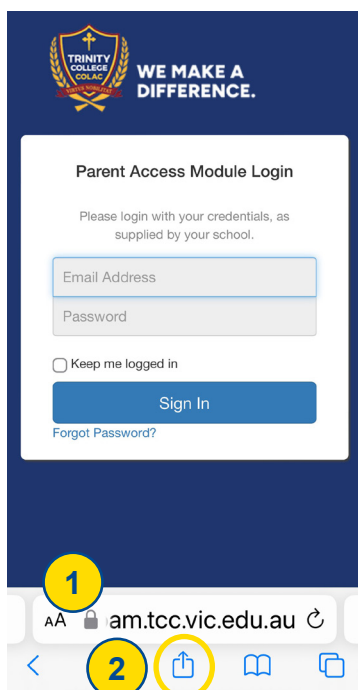 TRINITY
COLLEGE
COLAC
VIRTUS NOBILITAT
WE MAKE A
DIFFERENCE.
Parent Access Module Login
Please login with your credentials, as
supplied by your school.
Email Address
Password
Keep me logged in
Sign In
Forgot Password?
1
AA am.tcc.vic.edu.au
2